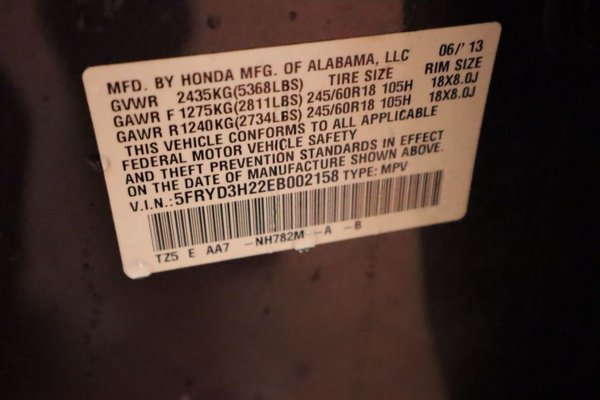 MFD. BY HONDA MFG. OF ALABAMA, LLC 06/'13
GVWR 2435KG(5368LBS) TIRE SIZE RIM SIZE
GAWR F 1275KG(2811LBS) 245/60R18 105H 18X8.0J
GAWR R1240KG(2734LBS) 245/60R18 105H 18X8.0J
THIS VEHICLE CONFORMS TO ALL APPLICABLE
FEDERAL MOTOR VEHICLE SAFETY
AND THEFT PREVENTION STANDARDS IN EFFECT
ON THE DATE OF MANUFACTURE SHOWN ABOVE.
V.I.N.:5FRYD3H22EB002158 TYPE: MPV
TZ5 E AA7 -NH782M -A -B